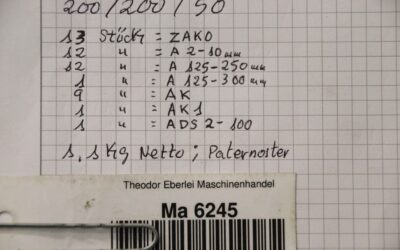 200/200/50
13 Stück = ZAKO
12 " = A 2-10 mm
12 " = A 125-250 mm
1 " = A 125-300 mm
9 " = AK
1 " = AK1
1 " = ADS 2-100
1,1 Kg Netto ; Paternoster
Theodor Eberlei Maschinenhandel
Ma 6245